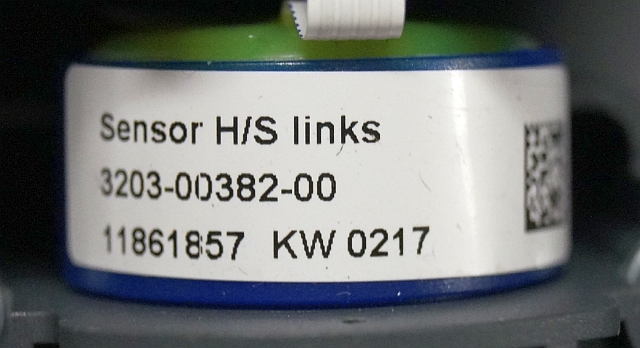 Sensor H/S links
3203-00382-00
11861857 KW 0217